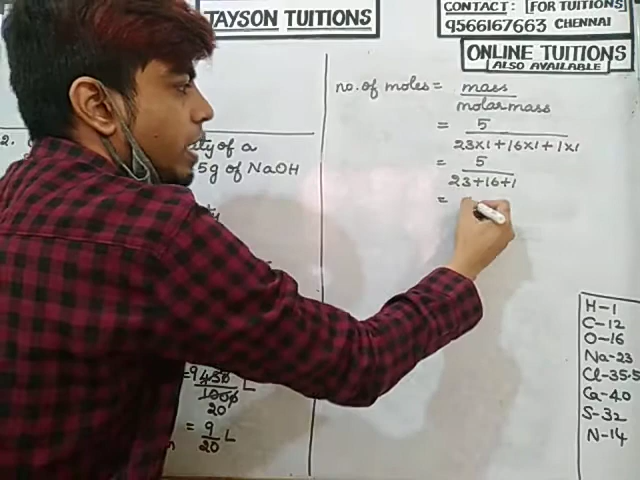 TAYSON TUITIONS
CONTACT: [FOR TUITIONS]
9566167663 CHENNAI
ONLINE TUITIONS
ALSO AVAILABLE
2.
ity of a
5g of NaOH
= 9 450/1000 L
20
= 9/20 L
no. of moles = mass/molar mass
= 5/23×1+16×1+1×1
= 5/23+16+1
=
H-1
C-12
O-16
Na-23
Cl-35.5
Ca-40
S-32
N-14